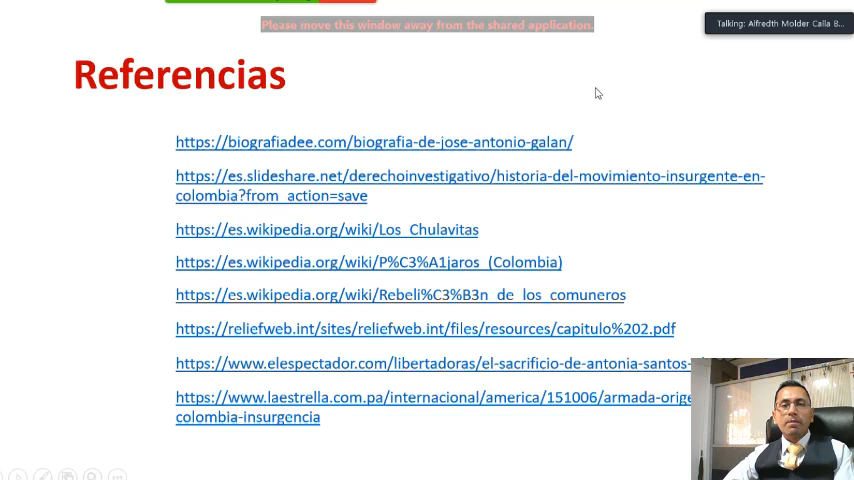 Please move this window away from the shared application.
Talking: Alfredth Molder Calla B...
Referencias
https://biografiadee.com/biografia-de-jose-antonio-galan/
https://es.slideshare.net/derechoinvestigativo/historia-del-movimiento-insurgente-en-
colombia?from_action=save
https://es.wikipedia.org/wiki/Los_Chulavitas
https://es.wikipedia.org/wiki/P%C3%A1jaros_(Colombia)
https://es.wikipedia.org/wiki/Rebeli%C3%B3n_de_los_comuneros
https://reliefweb.int/sites/reliefweb.int/files/resources/capitulo%202.pdf
https://www.elespectador.com/libertadoras/el-sacrificio-de-antonia-santos-
https://www.laestrella.com.pa/internacional/america/151006/armada-orige
colombia-insurgencia